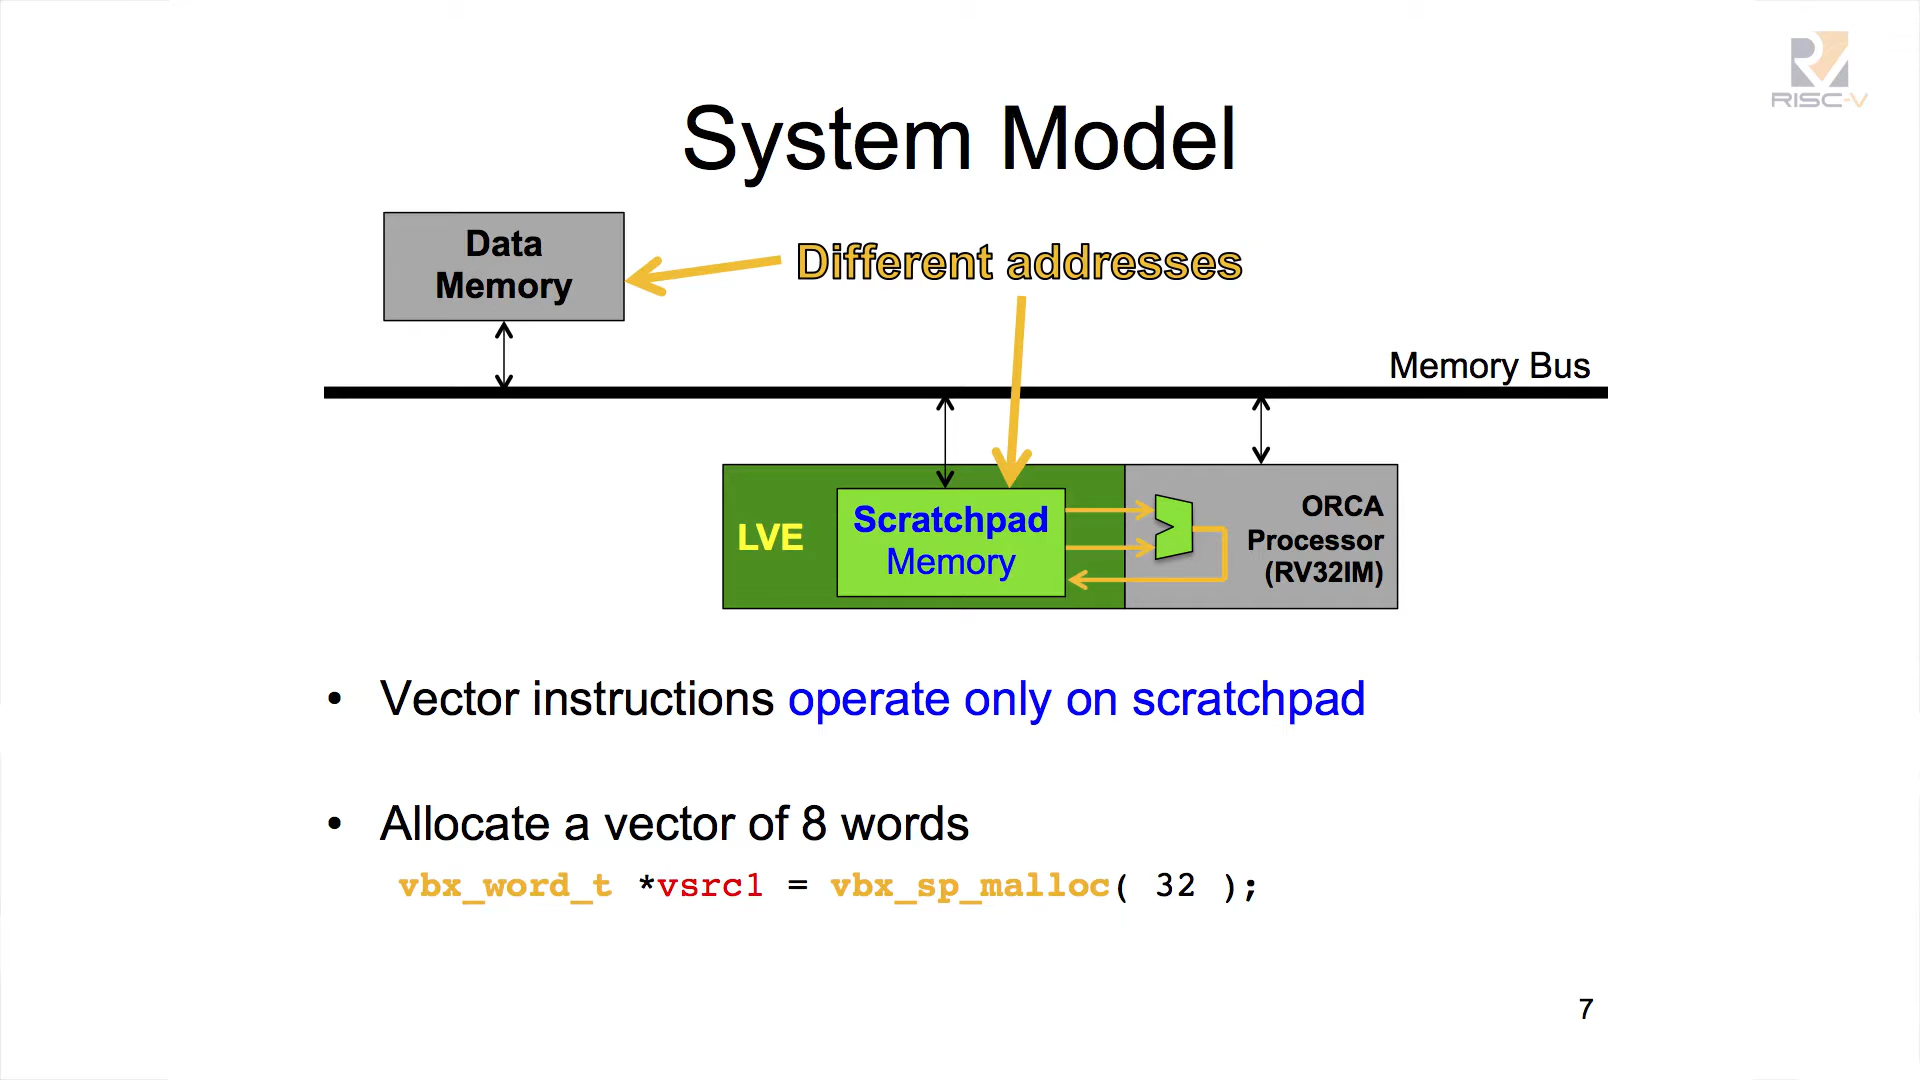 RISC-V
System Model
Data
Memory
Different addresses
Memory Bus
LVE
Scratchpad
Memory
ORCA
Processor
(RV32IM)
• Vector instructions operate only on scratchpad
• Allocate a vector of 8 words
vbx_word_t *vsrc1 = vbx_sp_malloc( 32 );
7